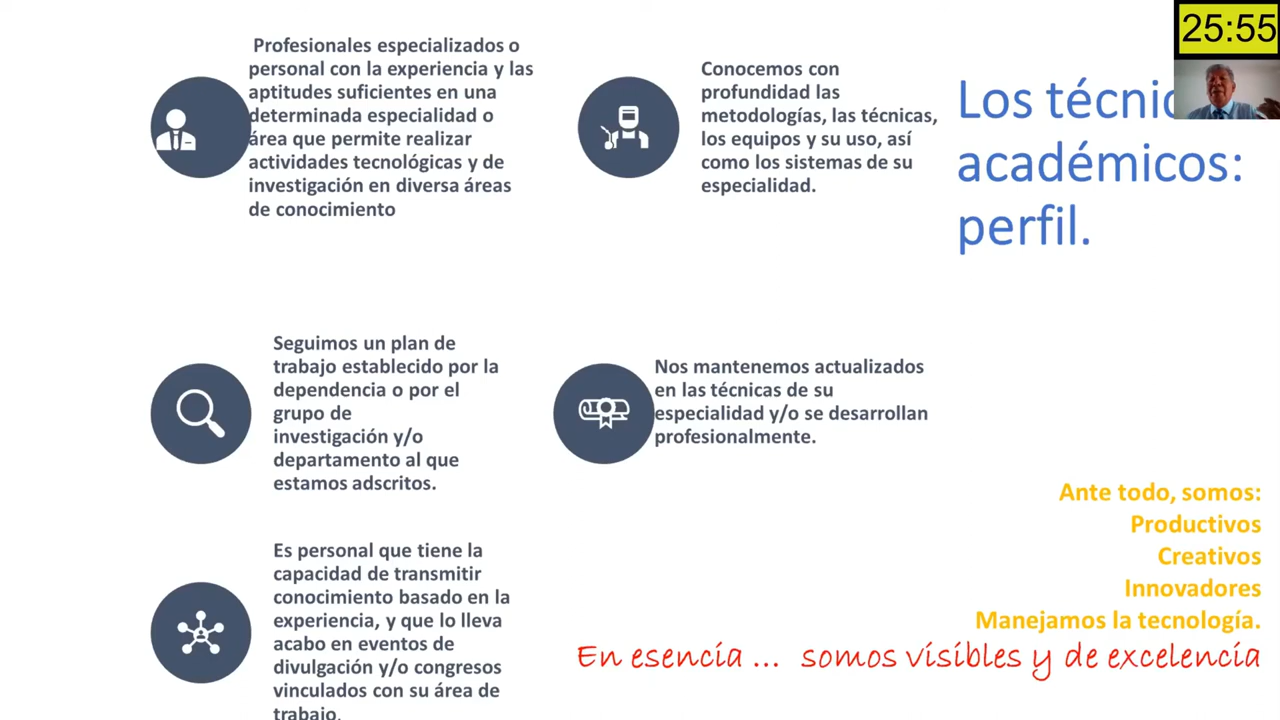 Profesionales especializados o
personal con la experiencia y las
aptitudes suficientes en una
determinada especialidad o
área que permite realizar
actividades tecnológicas y de
investigación en diversa áreas
de conocimiento
Conocemos con
profundidad las
metodologías, las técnicas,
los equipos y su uso, así
como los sistemas de su
especialidad.
25:55
Los
académicos:
perfil.
Seguimos un plan de
trabajo establecido por la
dependencia o por el
grupo de
investigación y/o
departamento al que
estamos adscritos.
Nos mantenemos actualizados
en las técnicas de su
especialidad y/o se desarrollan
profesionalmente.
Es personal que tiene la
capacidad de transmitir
conocimiento basado en la
experiencia, y que lo lleva
acabo en eventos de
divulgación y/o congresos
vinculados con su área de
trabajo.
Ante todo, somos:
Productivos
Creativos
Innovadores
Manejamos la tecnología.
En esencia ... somos visibles y de excelencia